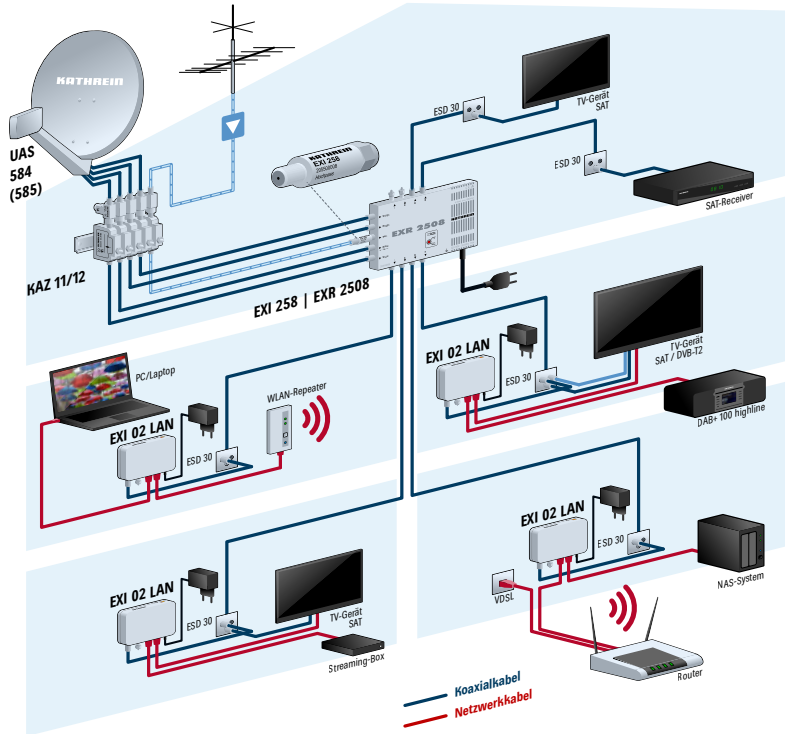 KATHREIN
UAS
584
(585)
KAZ 11/12
KATHREIN
EXI 258
EXR 2508
KATHREIN
EXI 258 | EXR 2508
ESD 30
TV-Gerät
SAT
ESD 30
SAT-Receiver
PC/Laptop
WLAN-Repeater
EXI 02 LAN
ESD 30
EXI 02 LAN
ESD 30
TV-Gerät
SAT / DVB-T2
DAB+ 100 highline
EXI 02 LAN
ESD 30
TV-Gerät
SAT
Streaming-Box
EXI 02 LAN
ESD 30
NAS-System
VDSL
Router
Koaxialkabel
Netzwerkkabel